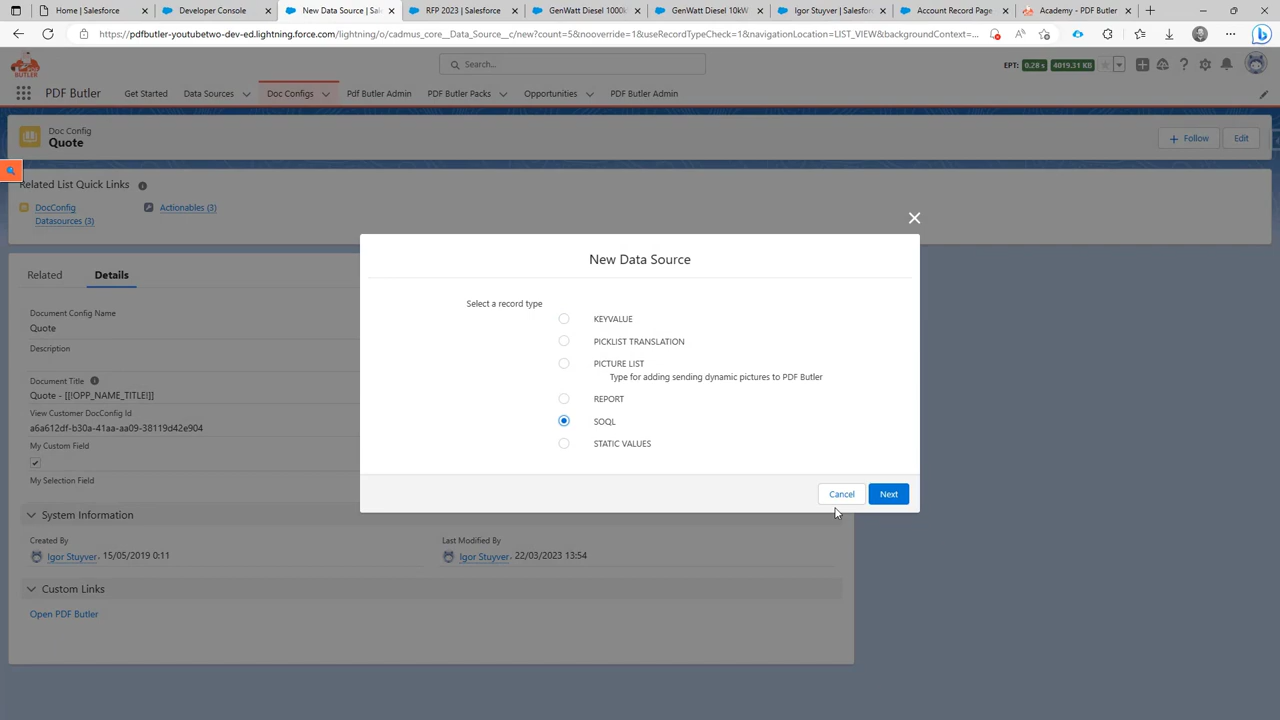 Home | Salesforce
Developer Console
New Data Source | Sal
RFP 2023 | Salesforce
GenWatt Diesel 1000k
GenWatt Diesel 10kW
Igor Stuyver | Salesforc
Account Record Page
Academy - PDF Butler
https://pdfbutler-youtubetwo-dev-ed.lightning.force.com/lightning/o/cadmus_core__Data_Source__c/new?count=5&nooverride=1&useRecordTypeCheck=1&navigationLocation=LIST_VIEW&backgroundContext=...
Search...
EPT: 0.28 s 4019.31 KB
PDF Butler
Get Started
Data Sources
Doc Configs
Pdf Butler Admin
PDF Butler Packs
Opportunities
PDF Butler Admin
Doc Config
Quote
Follow
Edit
Related List Quick Links
DocConfig Datasources (3)
Actionables (3)
Related
Details
Document Config Name
Quote
Description
Document Title
Quote - [[!OPP_NAME_TITLE!]]
View Customer DocConfig Id
a6a612df-b30a-41aa-aa09-38119d42e904
My Custom Field
My Selection Field
System Information
Created By
Igor Stuyver, 15/05/2019 0:11
Last Modified By
Igor Stuyver, 22/03/2023 13:54
Custom Links
Open PDF Butler
New Data Source
Select a record type
KEYVALUE
PICKLIST TRANSLATION
PICTURE LIST
Type for adding sending dynamic pictures to PDF Butler
REPORT
SOQL
STATIC VALUES
Cancel
Next